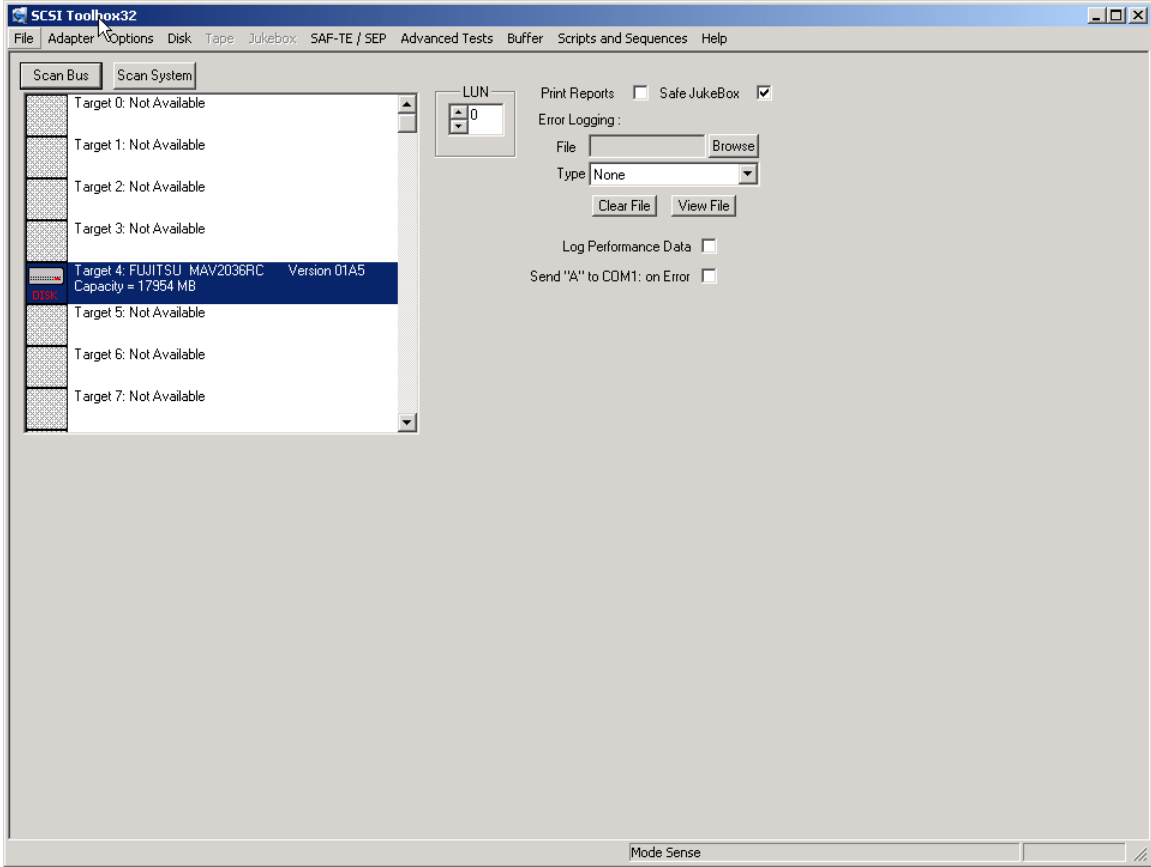 SCSI Toolbox32
File Adapter Options Disk Tape Jukebox SAF-TE / SEP Advanced Tests Buffer Scripts and Sequences Help
Scan Bus Scan System
Target 0: Not Available
Target 1: Not Available
Target 2: Not Available
Target 3: Not Available
DISK
Target 4: FUJITSU MAV2036RC Version 01A5
Capacity = 17954 MB
Target 5: Not Available
Target 6: Not Available
Target 7: Not Available
LUN
0
Print Reports Safe JukeBox
Error Logging :
File Browse
Type None
Clear File View File
Log Performance Data
Send "A" to COM1: on Error
Mode Sense